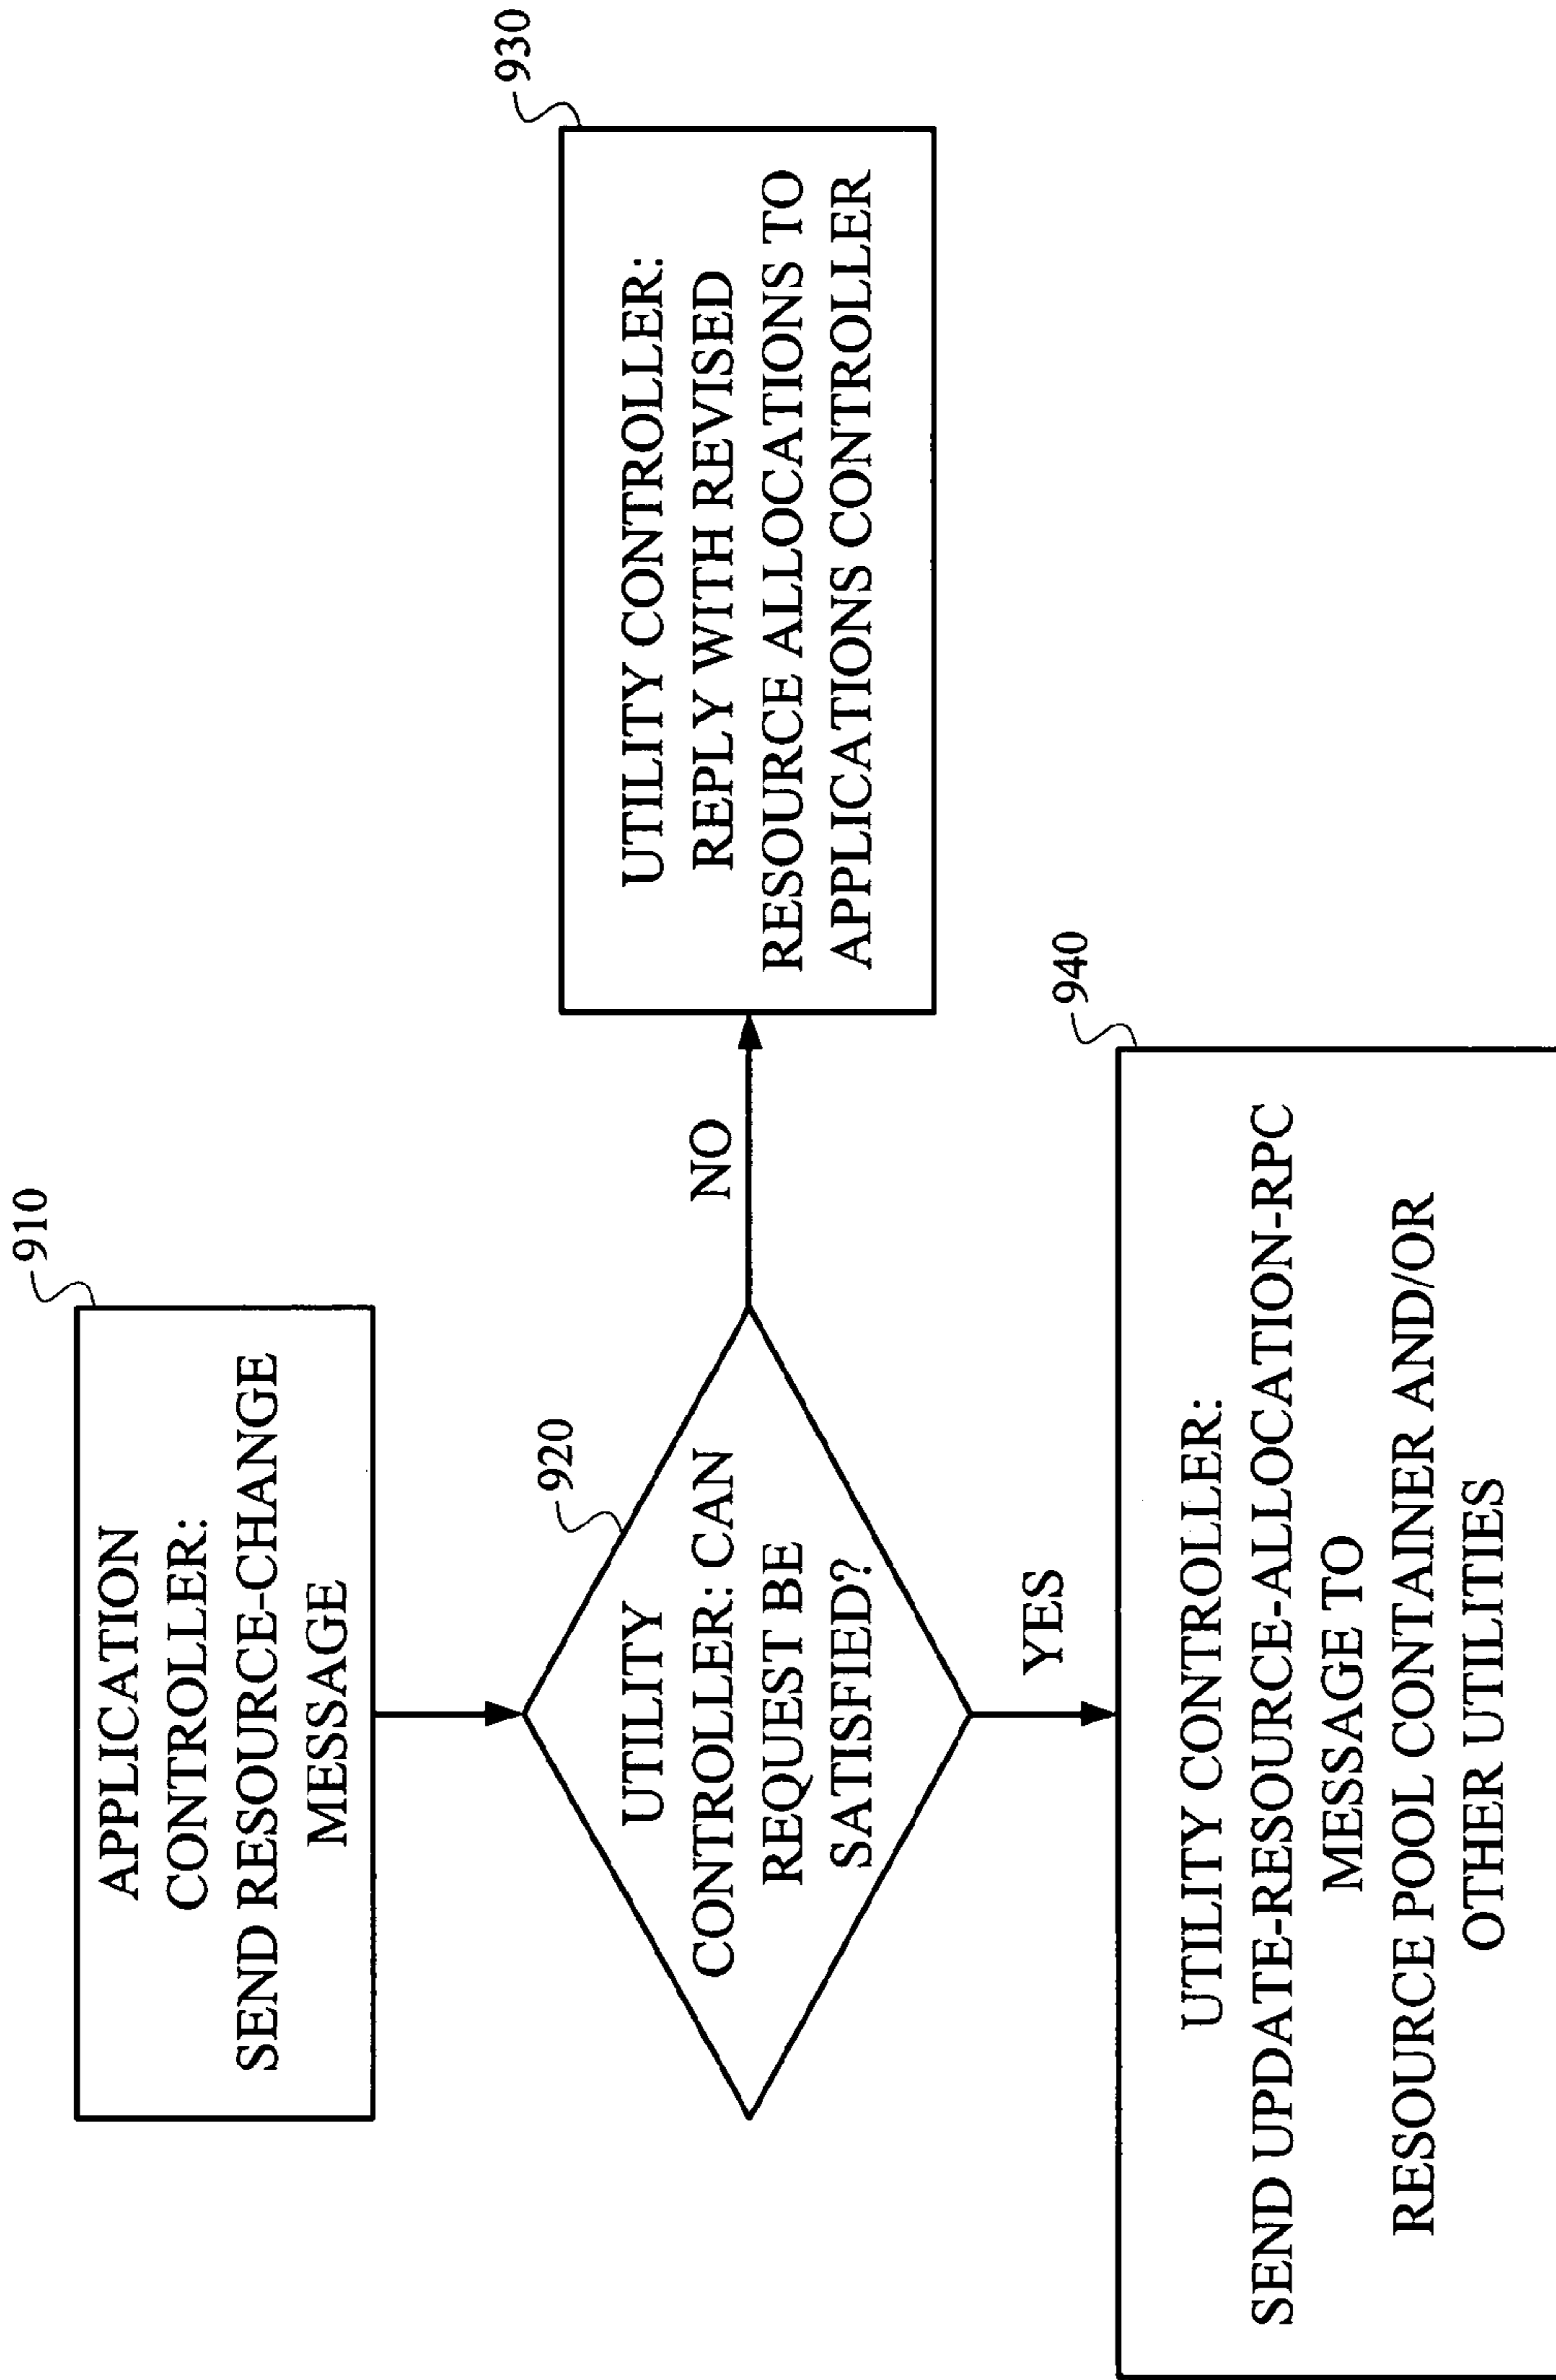 910
APPLICATION
CONTROLLER:
SEND RESOURCE-CHANGE
MESSAGE
920
UTILITY
CONTROLLER: CAN
REQUEST BE
SATISFIED?
NO
930
UTILITY CONTROLLER:
REPLY WITH REVISED
RESOURCE ALLOCATIONS TO
APPLICATIONS CONTROLLER
YES
940
UTILITY CONTROLLER:
SEND UPDATE-RESOURCE-ALLOCATION-RPC
MESSAGE TO
RESOURCE POOL CONTAINER AND/OR
OTHER UTILITIES